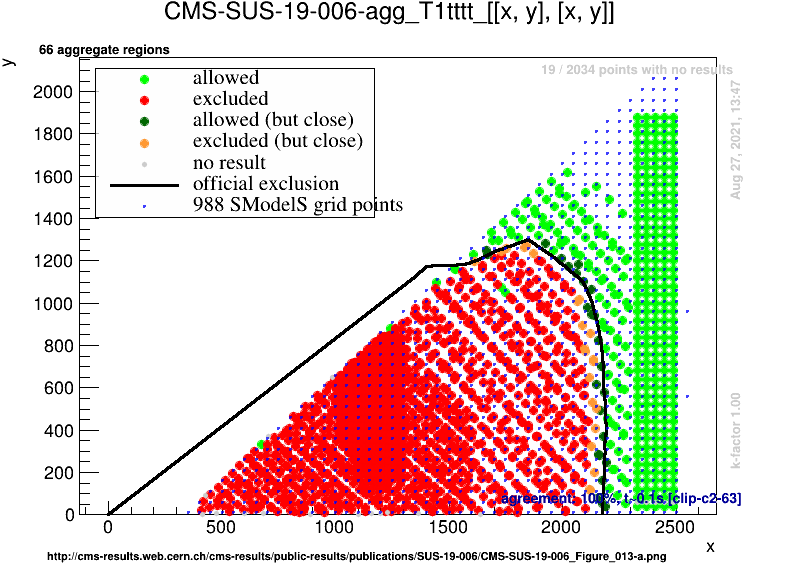 CMS-SUS-19-006-agg_T1tttt_[[x, y], [x, y]]
66 aggregate regions
y
19 / 2034 points with no results
allowed
excluded
allowed (but close)
excluded (but close)
no result
official exclusion
988 SModelS grid points
Aug 27, 2021, 13:47
k-factor 1.00
2000
1800
1600
1400
1200
1000
800
600
400
200
0
agreement: 100%, t~0.1s [clip-c2-63]
0
500
1000
1500
2000
2500
x
http://cms-results.web.cern.ch/cms-results/public-results/publications/SUS-19-006/CMS-SUS-19-006_Figure_013-a.png